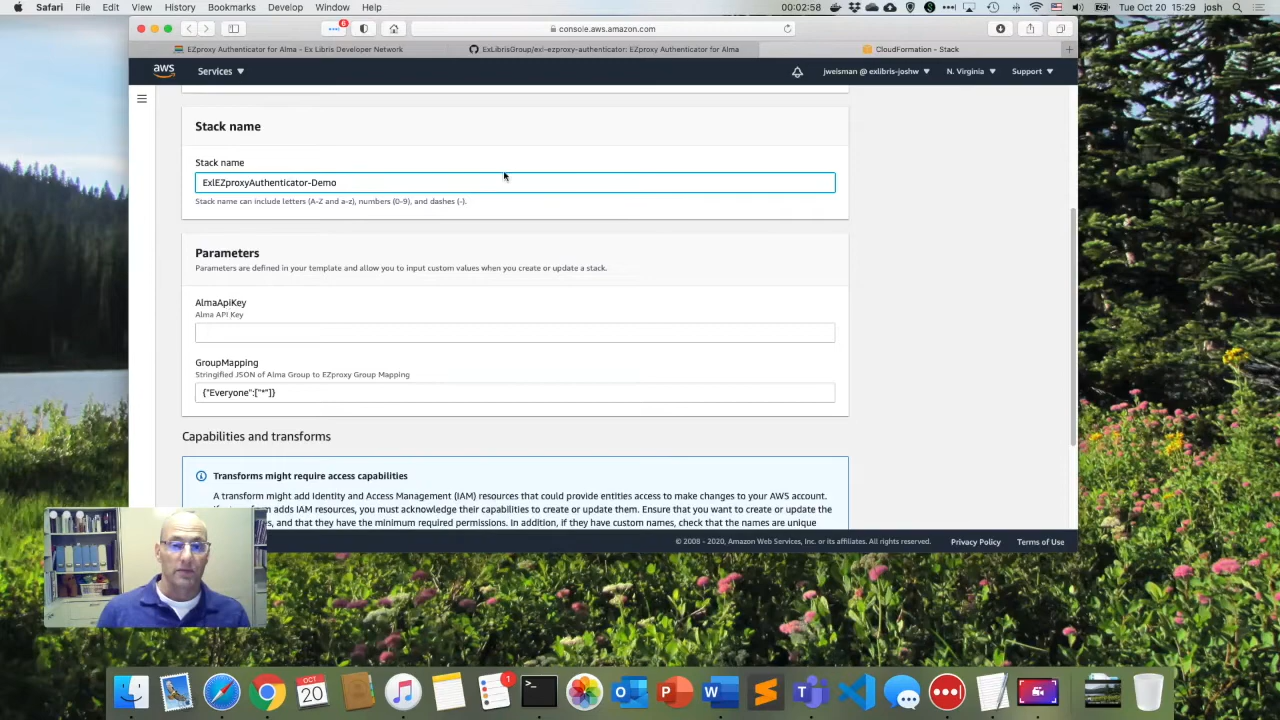 Safari File Edit View History Bookmarks Develop Window Help
6
00:02:58 Tue Oct 20 15:29 Josh
console.aws.amazon.com
EZproxy Authenticator for Alma - Ex Libris Developer Network
ExLibrisGroup/exl-ezproxy-authenticator: EZproxy Authenticator for Alma
CloudFormation - Stack
aws Services jweisman @ exlibris-joshw N. Virginia Support
Stack name
Stack name
ExlEZproxyAuthenticator-Demo
Stack name can include letters (A-Z and a-z), numbers (0-9), and dashes (-).
Parameters
Parameters are defined in your template and allow you to input custom values when you create or update a stack.
AlmaApiKey
Alma API Key
GroupMapping
Stringified JSON of Alma Group to EZproxy Group Mapping
{"Everyone":["*"]}
Capabilities and transforms
Transforms might require access capabilities
A transform might add Identity and Access Management (IAM) resources that could provide entities access to make changes to your AWS account.
adds IAM resources, you must acknowledge their capabilities to create or update them. Ensure that you want to create or update the
and that they have the minimum required permissions. In addition, if they have custom names, check that the names are unique
© 2008 - 2020, Amazon Web Services, Inc. or its affiliates. All rights reserved. Privacy Policy Terms of Use
OCT
20
1